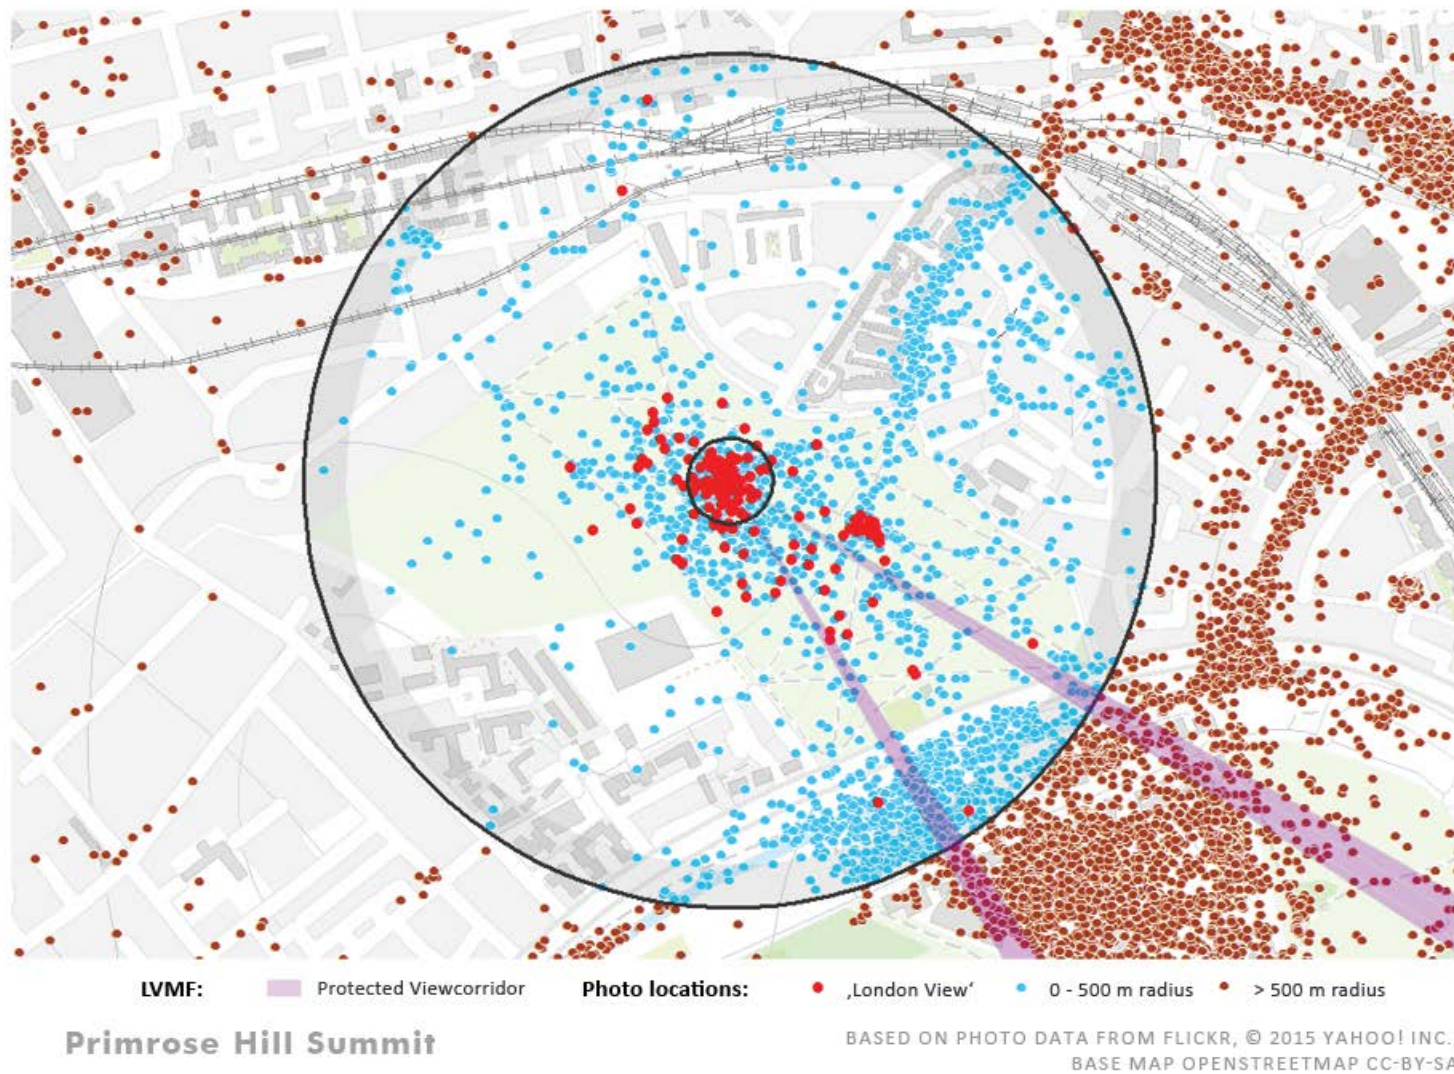 LVMF: Protected Viewcorridor Photo locations: ‚London View‘ 0 - 500 m radius > 500 m radius
Primrose Hill Summit
BASED ON PHOTO DATA FROM FLICKR, © 2015 YAHOO! INC.
BASE MAP OPENSTREETMAP CC-BY-SA